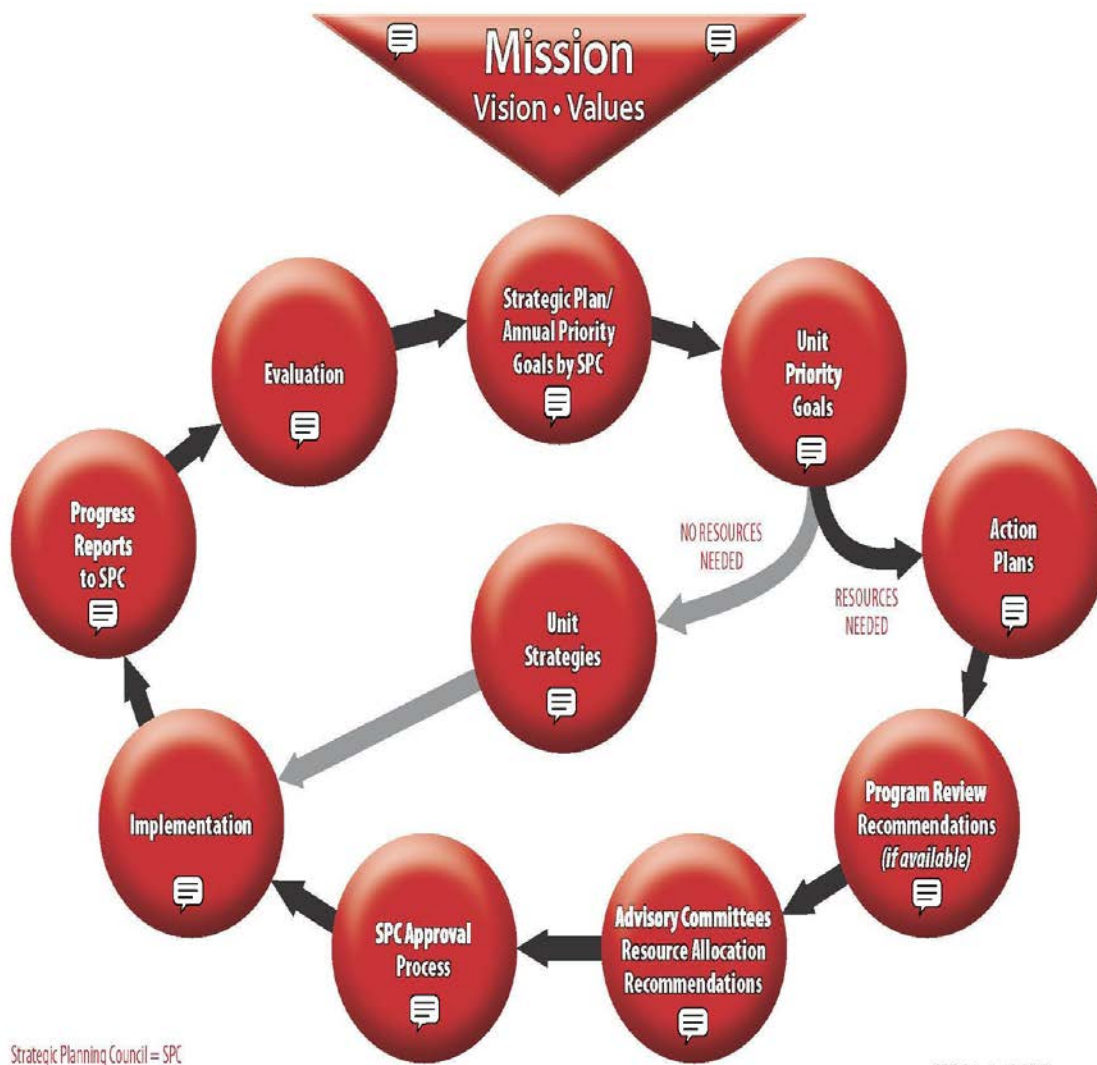 Mission
Vision • Values
Strategic Plan/
Annual Priority
Goals by SPC
Unit
Priority
Goals
Evaluation
Progress
Reports
to SPC
NO RESOURCES
NEEDED
RESOURCES
NEEDED
Action
Plans
Unit
Strategies
Implementation
Program Review
Recommendations
(if available)
SPC Approval
Process
Advisory Committees
Resource Allocation
Recommendations
Strategic Planning Council = SPC